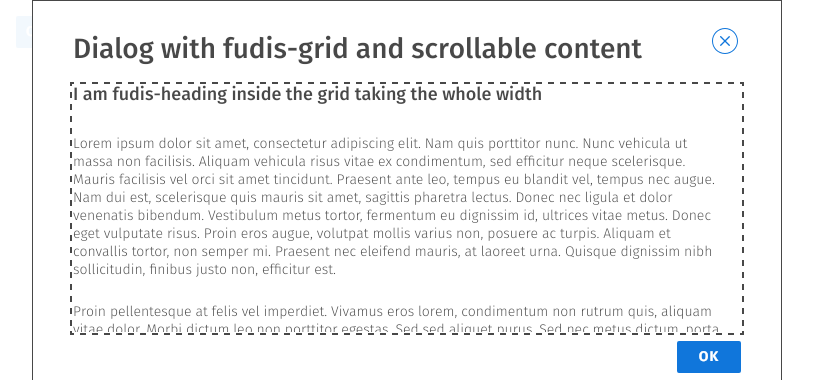 Dialog with fudis-grid and scrollable content
I am fudis-heading inside the grid taking the whole width
Lorem ipsum dolor sit amet, consectetur adipiscing elit. Nam quis porttitor nunc. Nunc vehicula ut
massa non facilisis. Aliquam vehicula risus vitae ex condimentum, sed efficitur neque scelerisque.
Mauris facilisis vel orci sit amet tincidunt. Praesent ante leo, tempus eu blandit vel, tempus nec augue.
Nam dui est, scelerisque quis mauris sit amet, sagittis pharetra lectus. Donec nec ligula et dolor
venenatis bibendum. Vestibulum metus tortor, fermentum eu dignissim id, ultrices vitae metus. Donec
eget vulputate risus. Proin eros augue, volutpat mollis varius non, posuere ac turpis. Aliquam et
convallis tortor, non semper mi. Praesent nec eleifend mauris, at laoreet urna. Quisque dignissim nibh
sollicitudin, finibus justo non, efficitur est.
Proin pellentesque at felis vel imperdiet. Vivamus eros lorem, condimentum non rutrum quis, aliquam
vitae dolor. Morbi dictum leo non porttitor egestas. Sed sed aliquet purus. Sed nec metus dictum, porta
OK